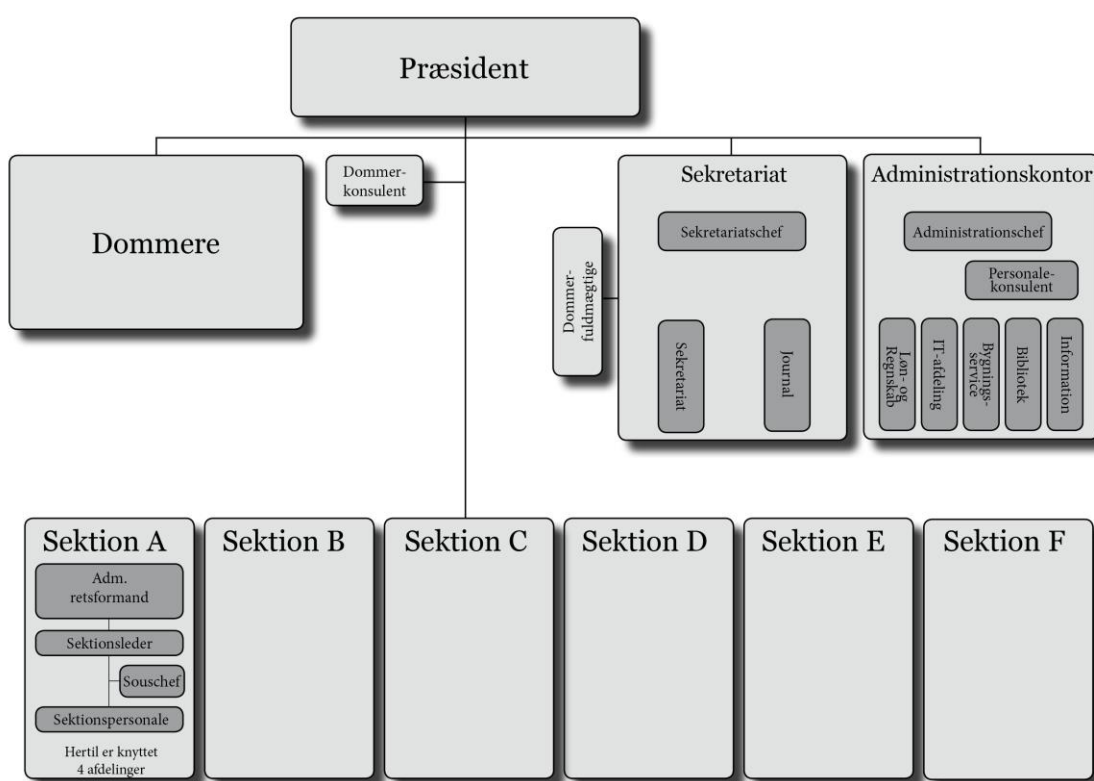 Præsident
Dommere
Dommer-
konsulent
Dommer-
fuldmægtige
Sekretariat
Sekretariatschef
Sekretariat
Journal
Administrationskontor
Administrationschef
Personale-
konsulent
Løn- og
Regnskab
IT-afdeling
Bygnings-
service
Bibliotek
Information
Sektion A
Adm.
retsformand
Sektionsleder
Souschef
Sektionspersonale
Hertil er knyttet
4 afdelinger
Sektion B
Sektion C
Sektion D
Sektion E
Sektion F